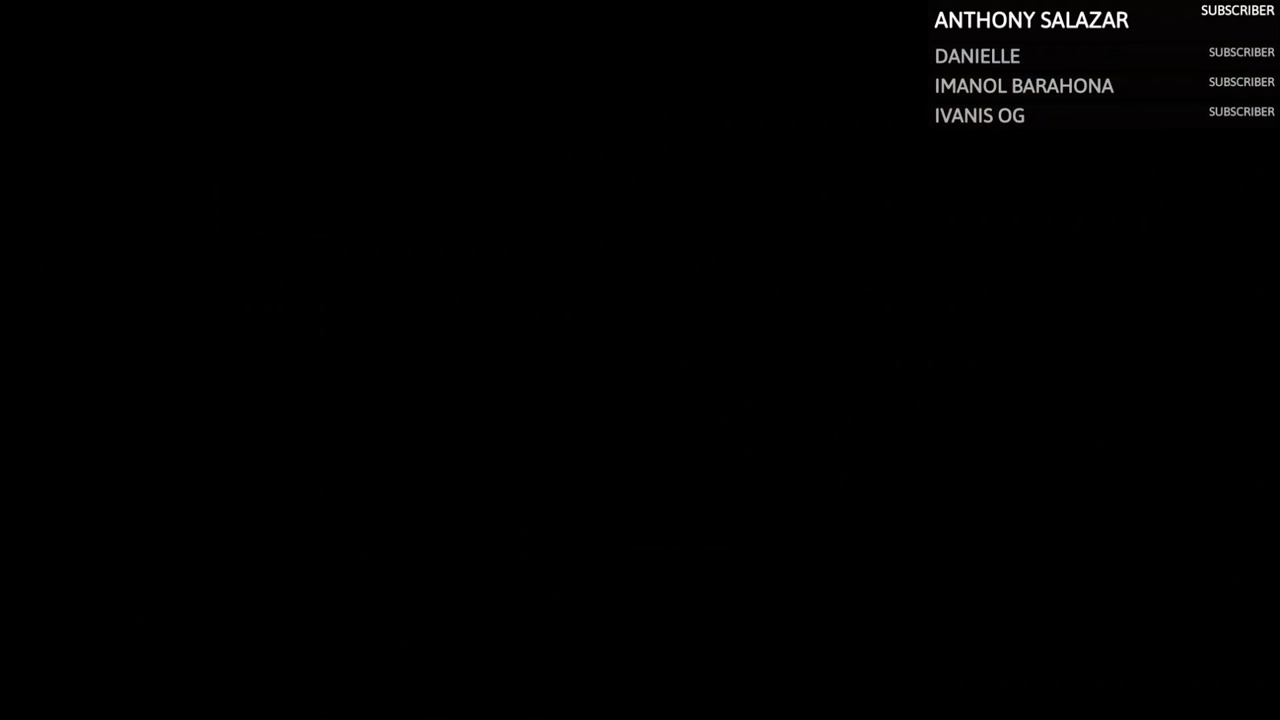 ANTHONY SALAZAR SUBSCRIBER
DANIELLE SUBSCRIBER
IMANOL BARAHONA SUBSCRIBER
IVANIS OG SUBSCRIBER